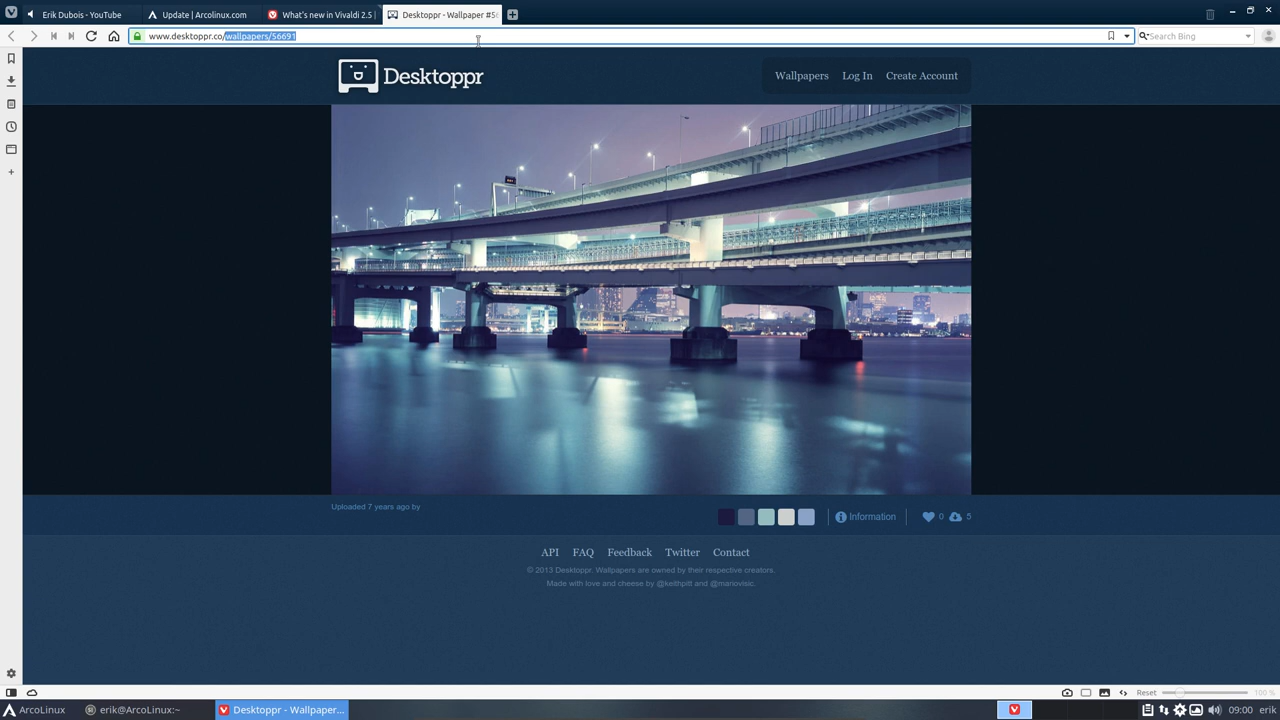 Erik Dubois - YouTube
Update | Arcolinux.com
What's new in Vivaldi 2.5 |
Desktoppr - Wallpaper #5
www.desktoppr.co/wallpapers/56691
Search Bing
Desktoppr
Wallpapers
Log In
Create Account
Uploaded 7 years ago by
Information
0
5
API
FAQ
Feedback
Twitter
Contact
© 2013 Desktoppr. Wallpapers are owned by their respective creators.
Made with love and cheese by @keithpitt and @mariovisic.
Reset
100 %
ArcoLinux
erik@ArcoLinux:~
Desktoppr - Wallpaper...
09:00
erik